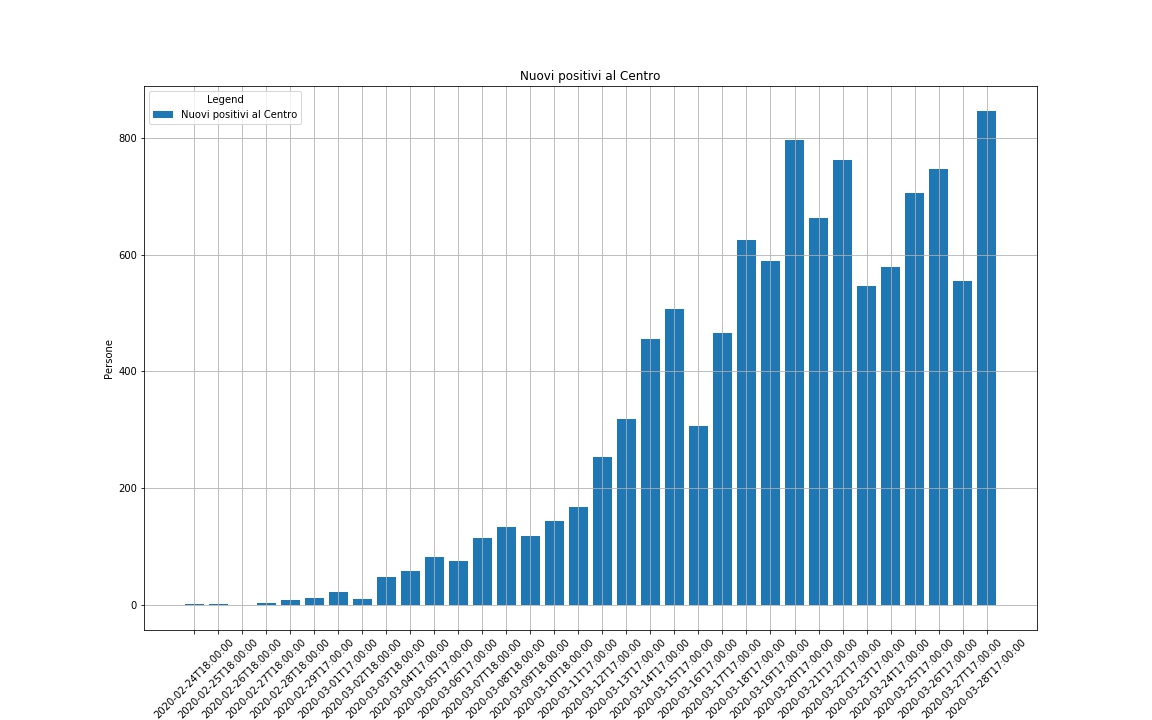 Nuovi positivi al Centro
Legend
Nuovi positivi al Centro
Persone
800
600
400
200
0
2020-02-24T18:00:00
2020-02-25T18:00:00
2020-02-26T18:00:00
2020-02-27T18:00:00
2020-02-28T18:00:00
2020-02-29T17:00:00
2020-03-01T17:00:00
2020-03-02T18:00:00
2020-03-03T18:00:00
2020-03-04T17:00:00
2020-03-05T17:00:00
2020-03-06T17:00:00
2020-03-07T18:00:00
2020-03-08T18:00:00
2020-03-09T18:00:00
2020-03-10T18:00:00
2020-03-11T17:00:00
2020-03-12T17:00:00
2020-03-13T17:00:00
2020-03-14T17:00:00
2020-03-15T17:00:00
2020-03-16T17:00:00
2020-03-17T17:00:00
2020-03-18T17:00:00
2020-03-19T17:00:00
2020-03-20T17:00:00
2020-03-21T17:00:00
2020-03-22T17:00:00
2020-03-23T17:00:00
2020-03-24T17:00:00
2020-03-25T17:00:00
2020-03-26T17:00:00
2020-03-27T17:00:00
2020-03-28T17:00:00